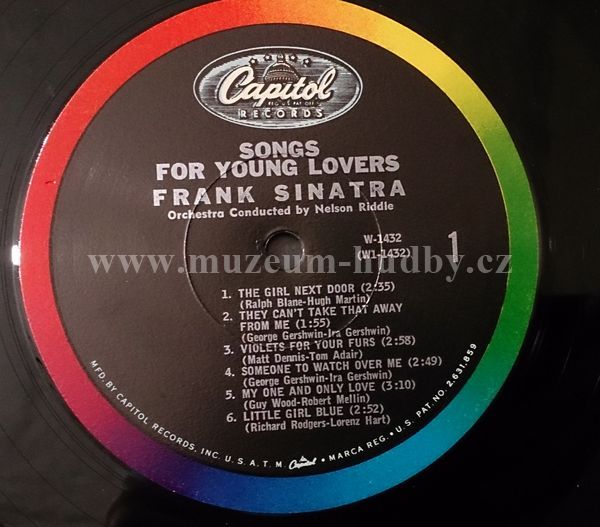 Capitol
REG. U.S. PAT. OFF.
RECORDS
SONGS
FOR YOUNG LOVERS
FRANK SINATRA
Orchestra Conducted by Nelson Riddle
W-1432
(W1-1432)
1
www.muzeum-hudby.cz
1. THE GIRL NEXT DOOR (2:35)
(Ralph Blane-Hugh Martin)
2. THEY CAN'T TAKE THAT AWAY
FROM ME (1:55)
(George Gershwin-Ira Gershwin)
3. VIOLETS FOR YOUR FURS (2:58)
(Matt Dennis-Tom Adair)
4. SOMEONE TO WATCH OVER ME (2:49)
(George Gershwin-Ira Gershwin)
5. MY ONE AND ONLY LOVE (3:10)
(Guy Wood-Robert Mellin)
6. LITTLE GIRL BLUE (2:52)
(Richard Rodgers-Lorenz Hart)
MFD. BY CAPITOL RECORDS, INC. U. S. A. T. M. Capitol • MARCA REG. • U. S. PAT. NO. 2,631,859